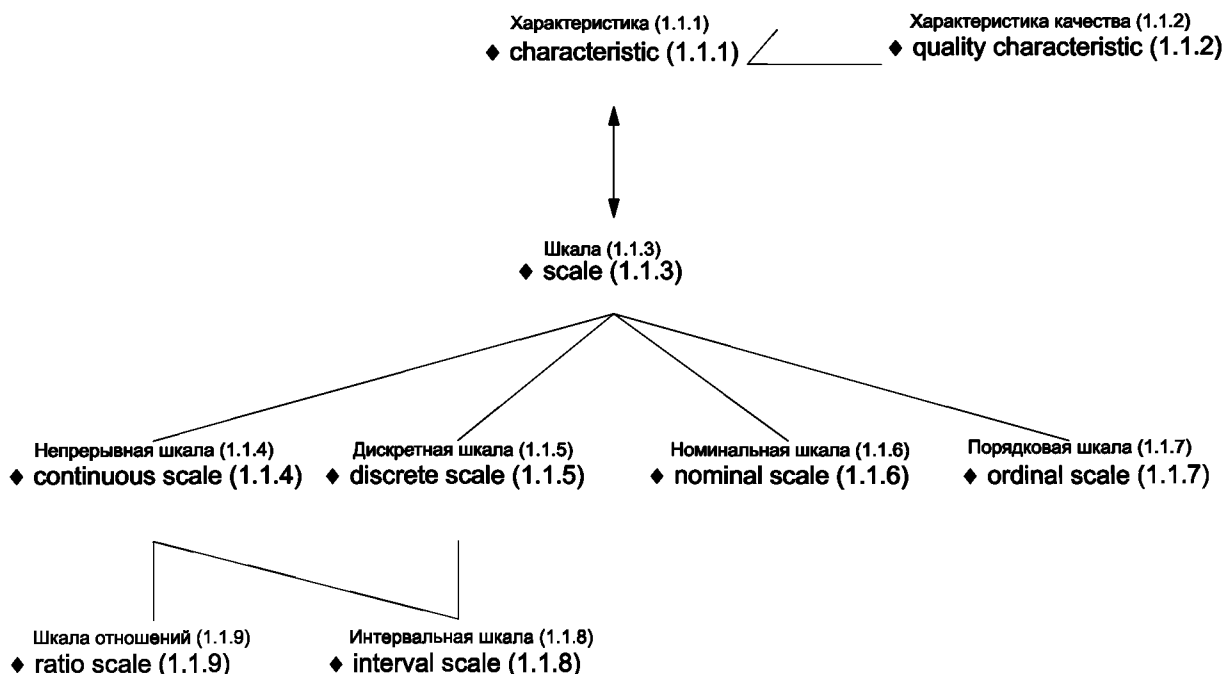 Характеристика (1.1.1)
♦ characteristic (1.1.1)
Характеристика качества (1.1.2)
♦ quality characteristic (1.1.2)
Шкала (1.1.3)
♦ scale (1.1.3)
Непрерывная шкала (1.1.4)
♦ continuous scale (1.1.4)
Дискретная шкала (1.1.5)
♦ discrete scale (1.1.5)
Номинальная шкала (1.1.6)
♦ nominal scale (1.1.6)
Порядковая шкала (1.1.7)
♦ ordinal scale (1.1.7)
Шкала отношений (1.1.9)
♦ ratio scale (1.1.9)
Интервальная шкала (1.1.8)
♦ interval scale (1.1.8)